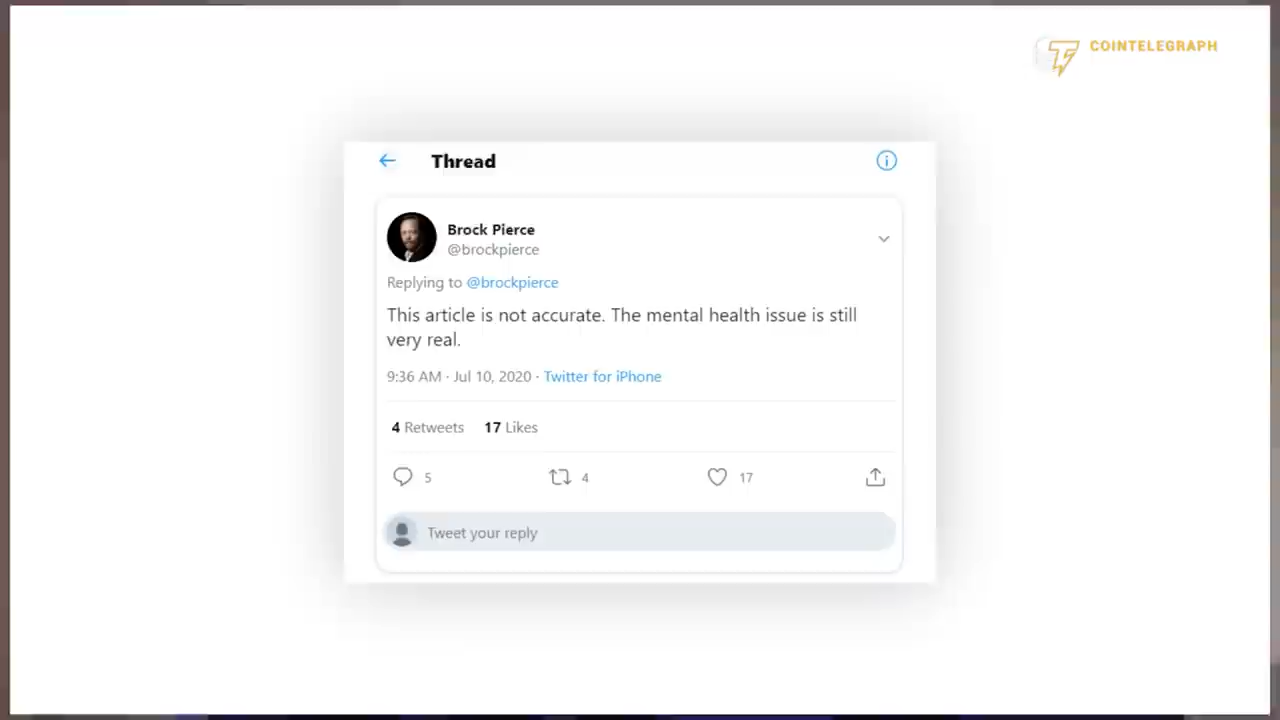 COINTELEGRAPH
Thread
Brock Pierce
@brockpierce
Replying to @brockpierce
This article is not accurate. The mental health issue is still
very real.
9:36 AM · Jul 10, 2020 · Twitter for iPhone
4 Retweets 17 Likes
5 4 17
Tweet your reply